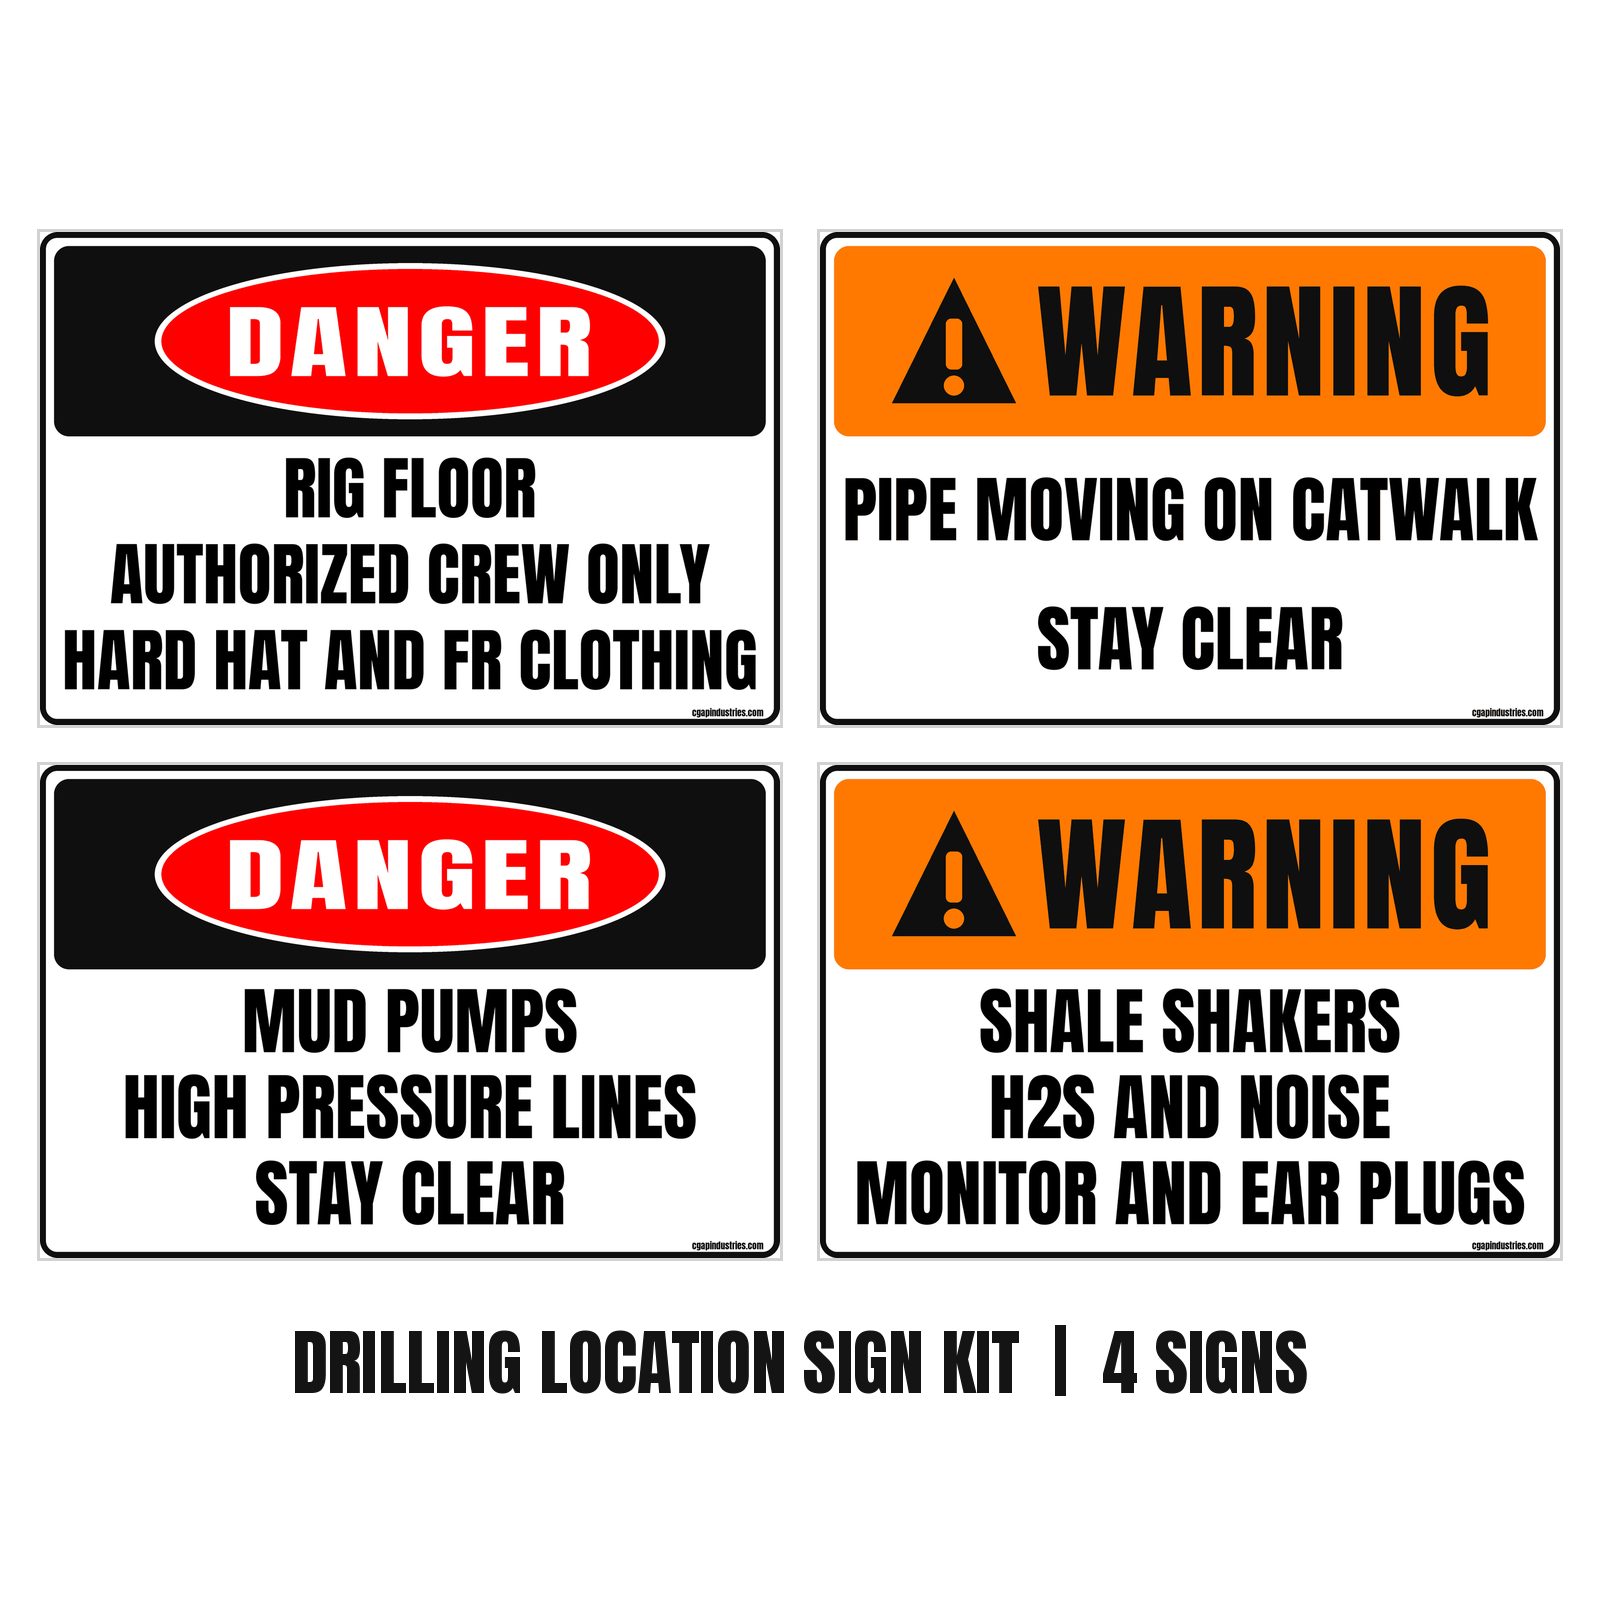 DANGER
RIG FLOOR
AUTHORIZED CREW ONLY
HARD HAT AND FR CLOTHING
cgapindustries.com
WARNING
PIPE MOVING ON CATWALK
STAY CLEAR
cgapindustries.com
DANGER
MUD PUMPS
HIGH PRESSURE LINES
STAY CLEAR
cgapindustries.com
WARNING
SHALE SHAKERS
H2S AND NOISE
MONITOR AND EAR PLUGS
cgapindustries.com
DRILLING LOCATION SIGN KIT | 4 SIGNS